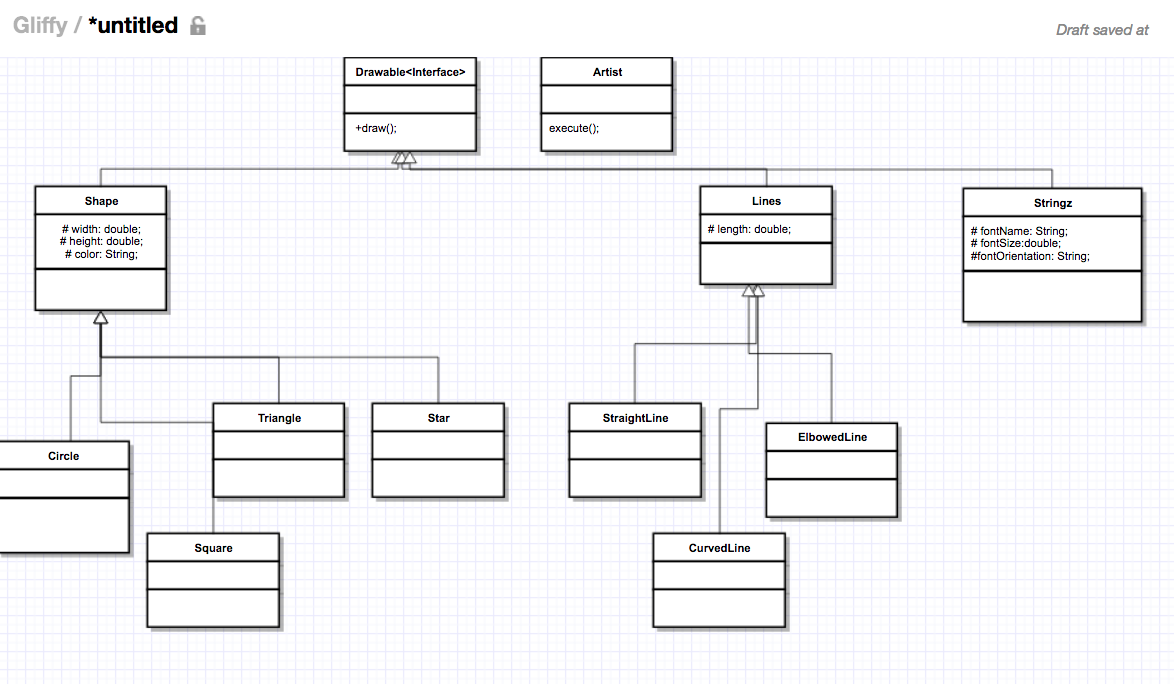 Gliffy / *untitled
Draft saved at
Drawable<Interface>
+draw();
Artist
execute();
Shape
# width: double;
# height: double;
# color: String;
Lines
# length: double;
Stringz
# fontName: String;
# fontSize:double;
#fontOrientation: String;
Triangle
Star
StraightLine
ElbowedLine
Circle
Square
CurvedLine